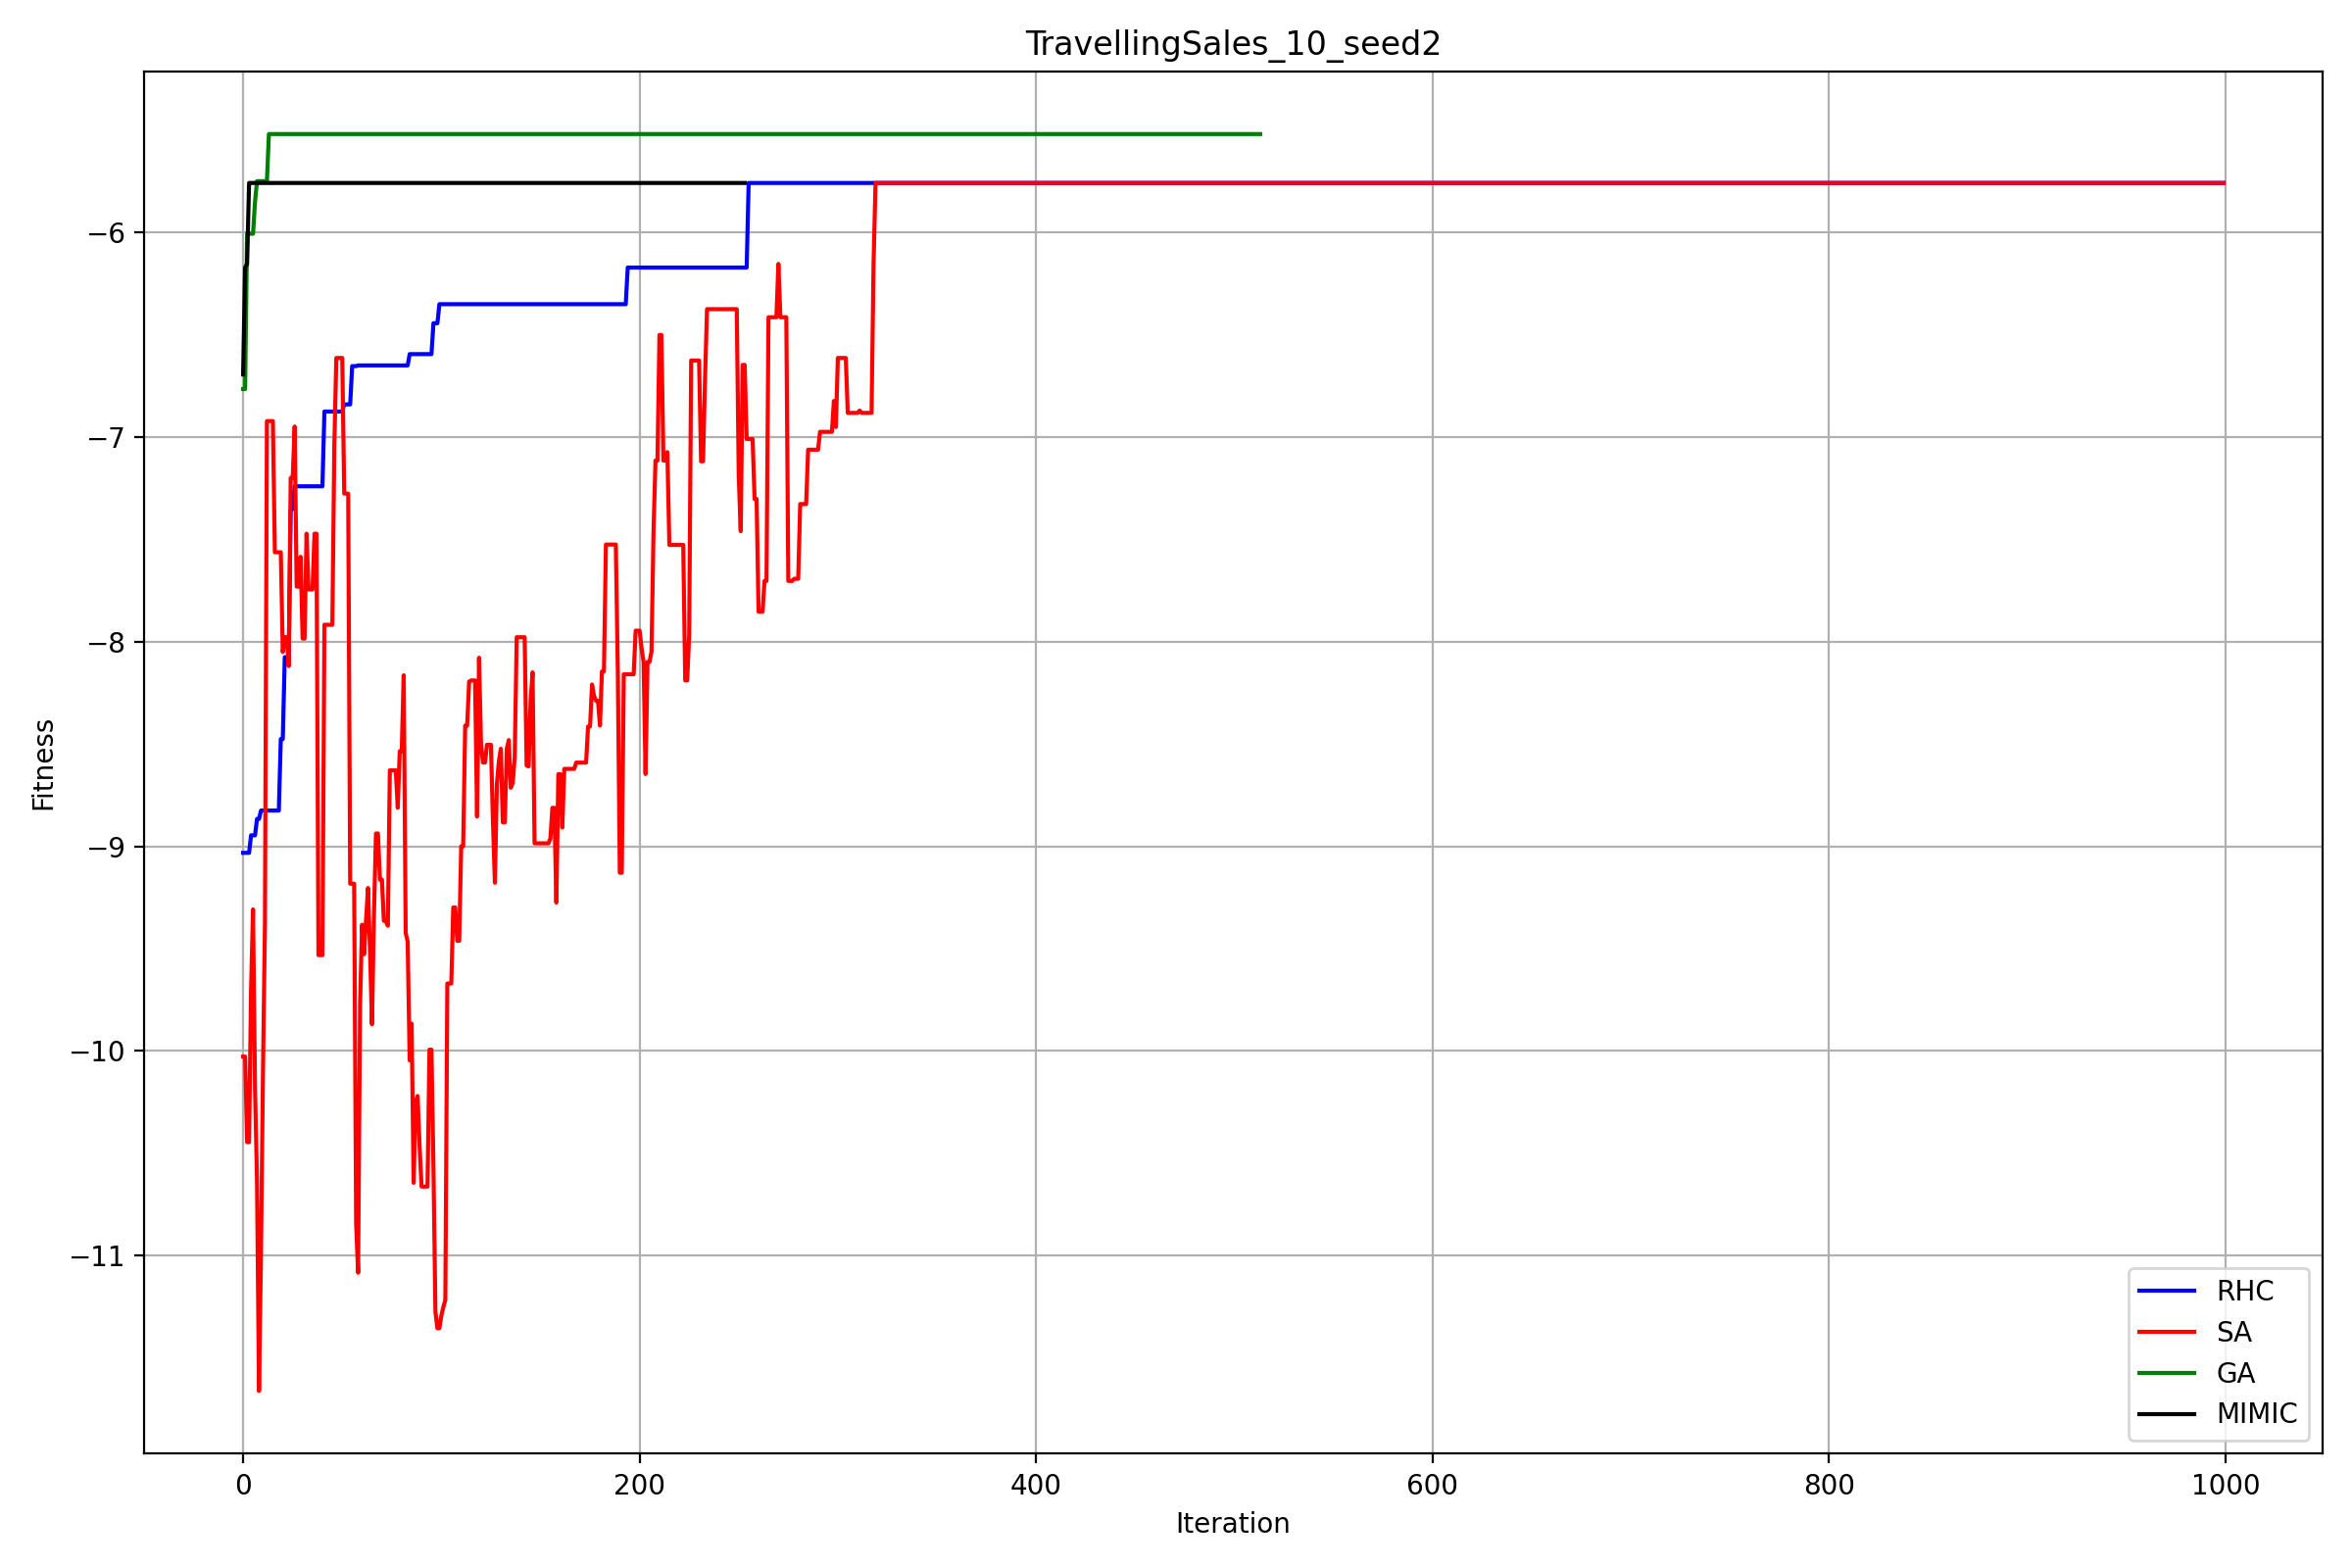 TravellingSales_10_seed2
Fitness
−6
−7
−8
−9
−10
−11
0
200
400
600
800
1000
Iteration
RHC
SA
GA
MIMIC